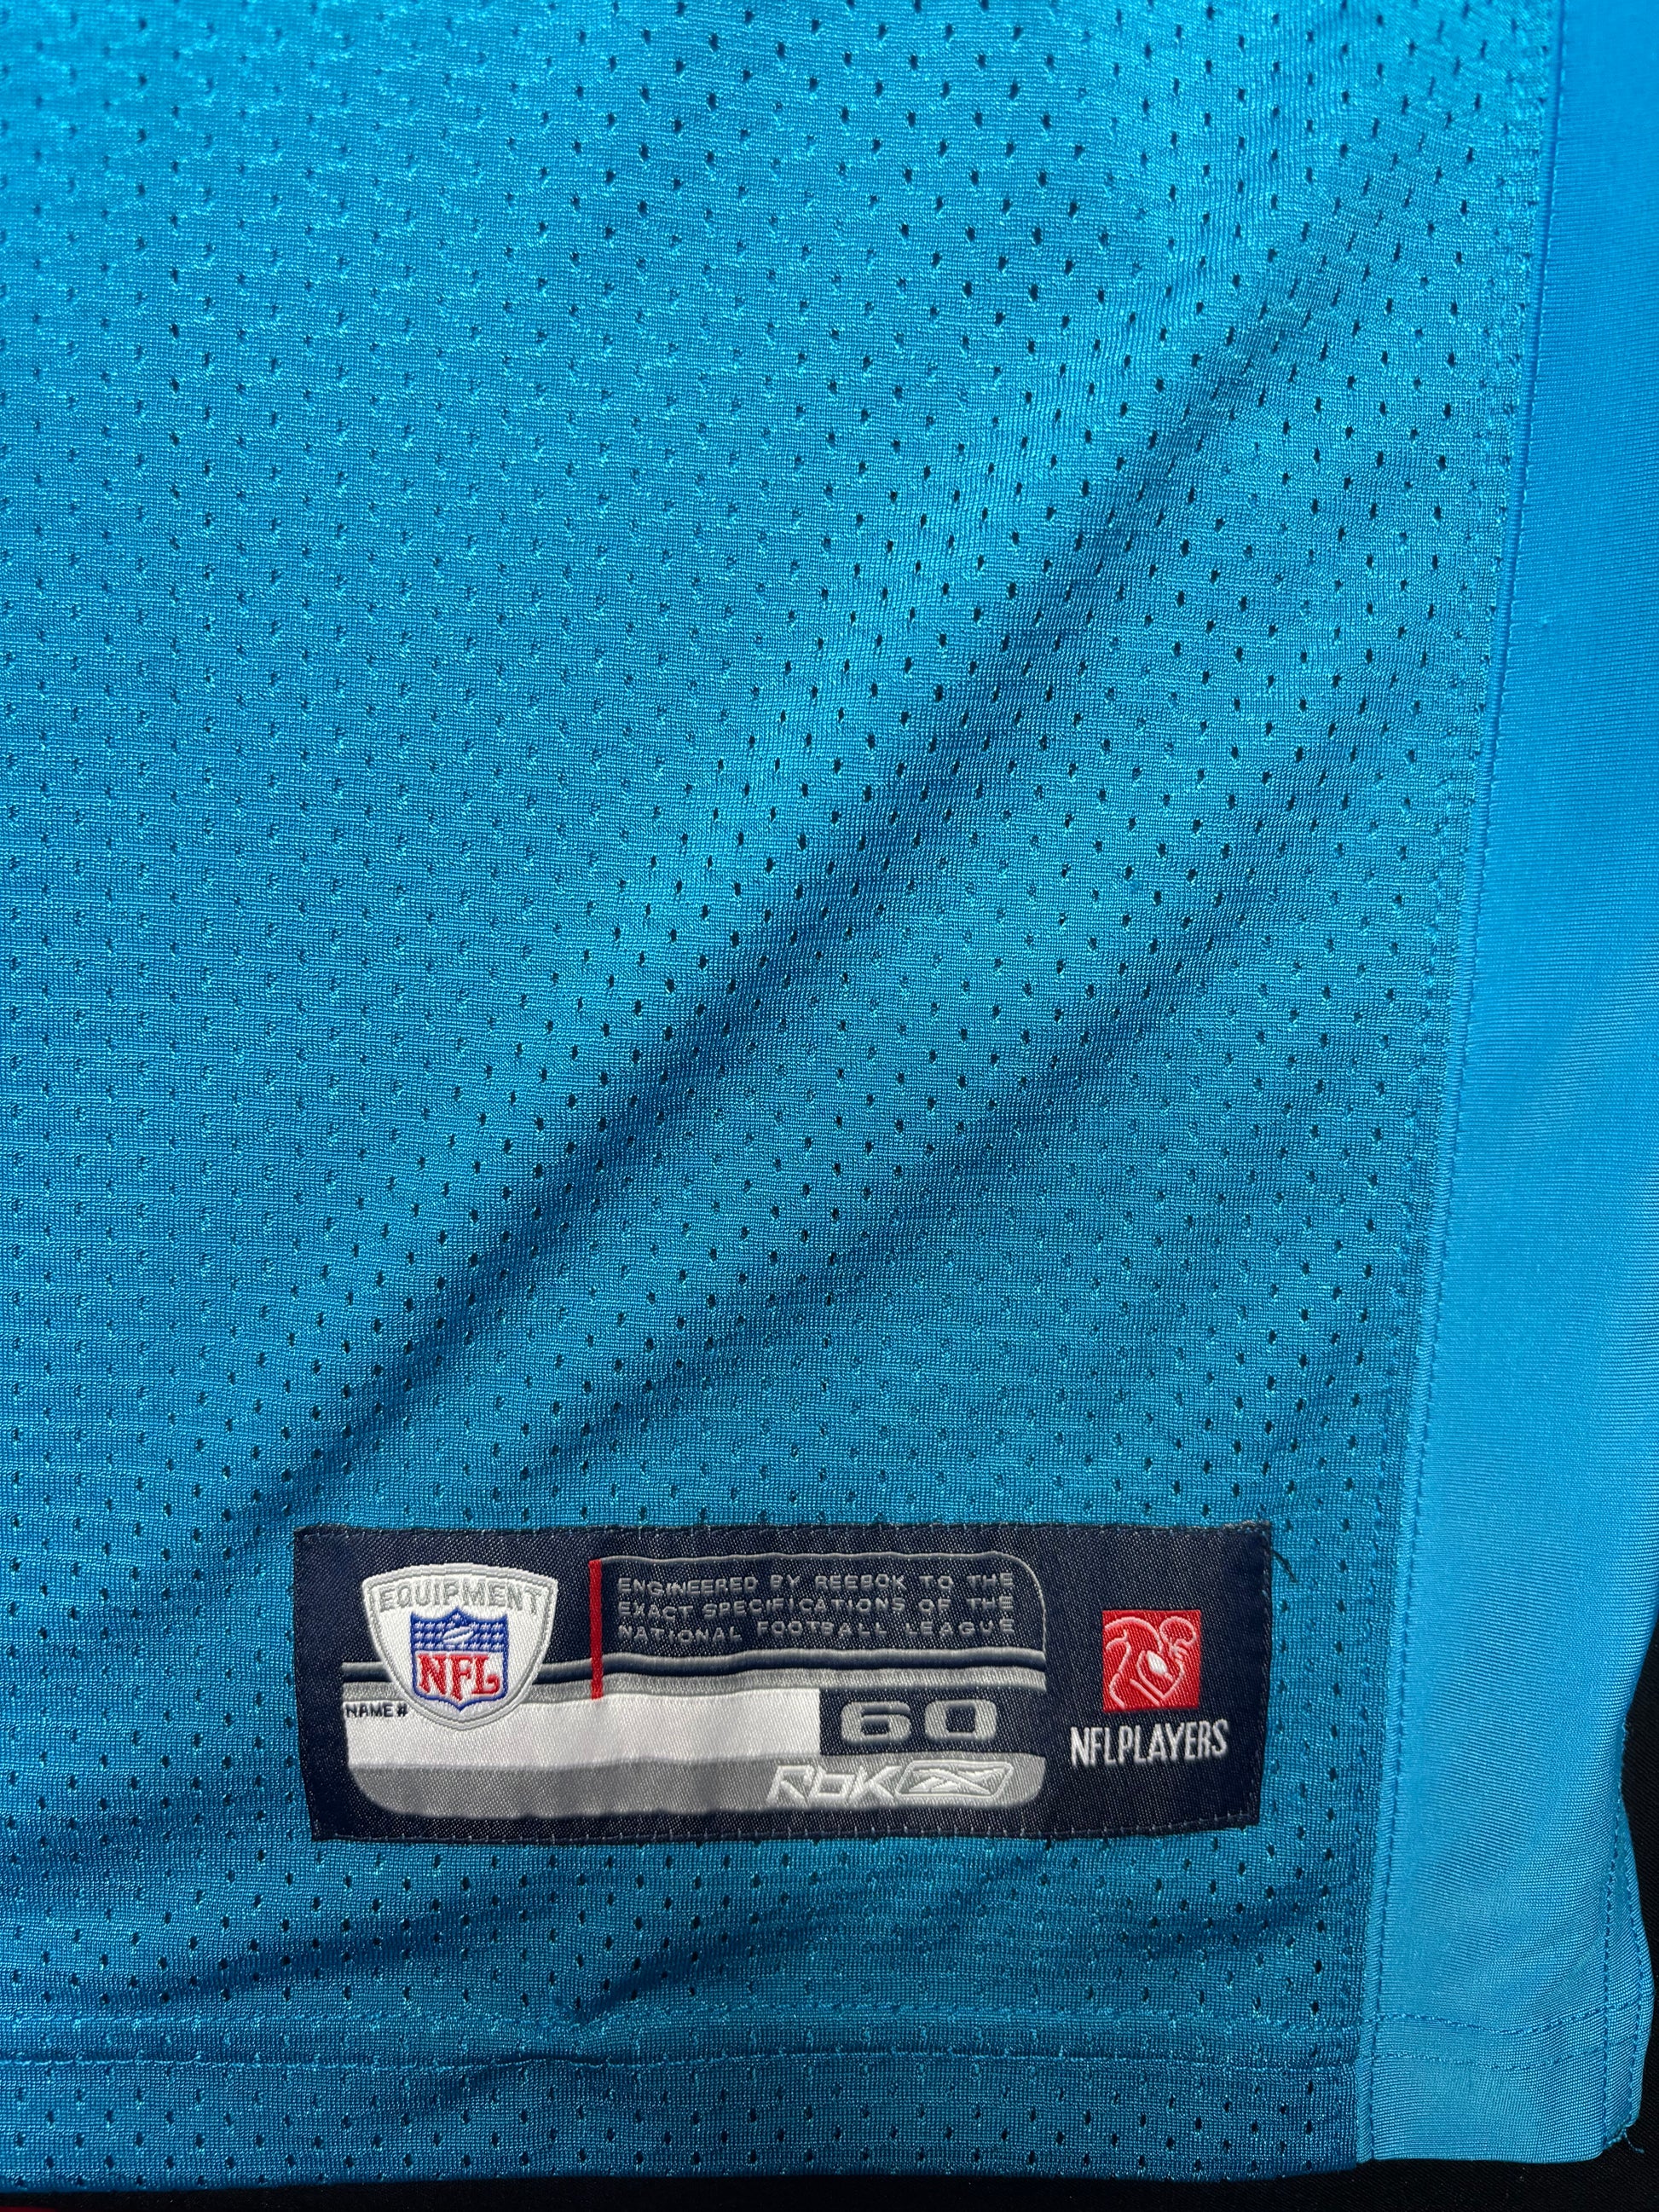 EQUIPMENT
NFL
ENGINEERED BY REEBOK TO THE
EXACT SPECIFICATIONS OF THE
NATIONAL FOOTBALL LEAGUE
NAME #
60
RbK
NFLPLAYERS